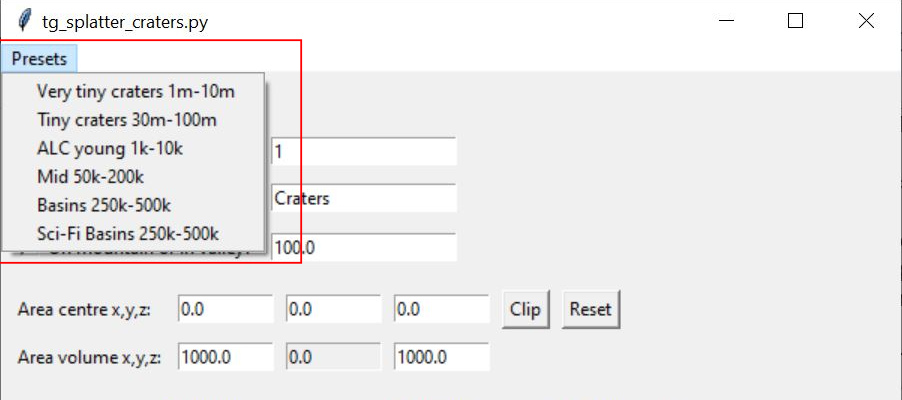 tg_splatter_craters.py
Presets
Very tiny craters 1m-10m
Tiny craters 30m-100m
ALC young 1k-10k
Mid 50k-200k
Basins 250k-500k
Sci-Fi Basins 250k-500k
1
Craters
100.0
Area centre x,y,z: 0.0 0.0 0.0 Clip Reset
Area volume x,y,z: 1000.0 0.0 1000.0